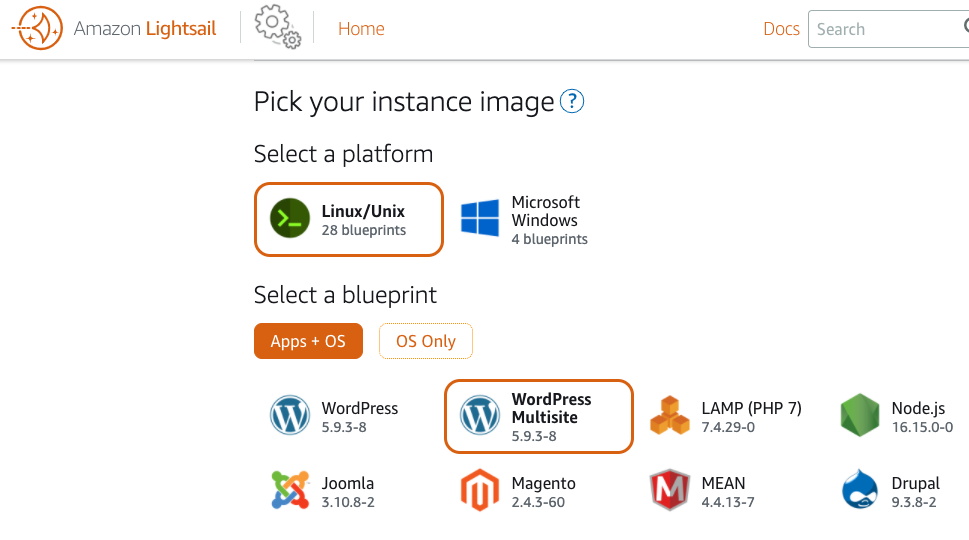 Amazon Lightsail
Home
Docs
Search
Pick your instance image ?
Select a platform
Linux/Unix
28 blueprints
Microsoft
Windows
4 blueprints
Select a blueprint
Apps + OS
OS Only
WordPress
5.9.3-8
WordPress
Multisite
5.9.3-8
LAMP (PHP 7)
7.4.29-0
Node.js
16.15.0-0
Joomla
3.10.8-2
Magento
2.4.3-60
MEAN
4.4.13-7
Drupal
9.3.8-2